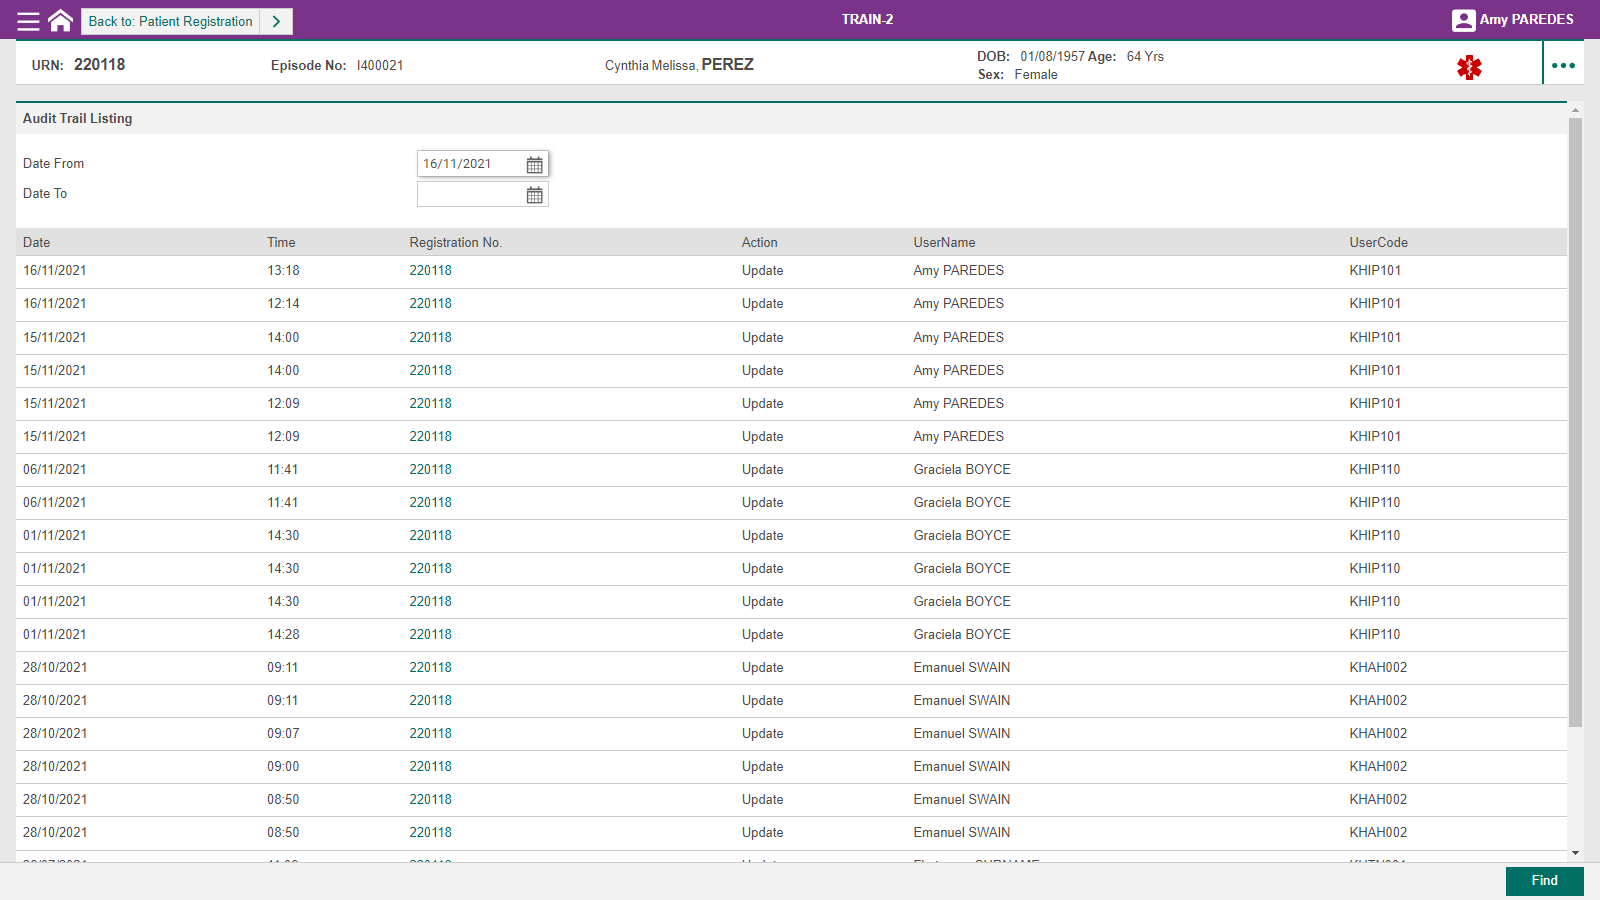 Back to: Patient Registration
TRAIN-2
Amy PAREDES
URN: 220118
Episode No: I400021
Cynthia Melissa, PEREZ
DOB: 01/08/1957 Age: 64 Yrs
Sex: Female
Audit Trail Listing
Date From 16/11/2021
Date To
Date Time Registration No. Action UserName UserCode
16/11/2021 13:18 220118 Update Amy PAREDES KHIP101
16/11/2021 12:14 220118 Update Amy PAREDES KHIP101
15/11/2021 14:00 220118 Update Amy PAREDES KHIP101
15/11/2021 14:00 220118 Update Amy PAREDES KHIP101
15/11/2021 12:09 220118 Update Amy PAREDES KHIP101
15/11/2021 12:09 220118 Update Amy PAREDES KHIP101
06/11/2021 11:41 220118 Update Graciela BOYCE KHIP110
06/11/2021 11:41 220118 Update Graciela BOYCE KHIP110
01/11/2021 14:30 220118 Update Graciela BOYCE KHIP110
01/11/2021 14:30 220118 Update Graciela BOYCE KHIP110
01/11/2021 14:30 220118 Update Graciela BOYCE KHIP110
01/11/2021 14:28 220118 Update Graciela BOYCE KHIP110
28/10/2021 09:11 220118 Update Emanuel SWAIN KHAH002
28/10/2021 09:11 220118 Update Emanuel SWAIN KHAH002
28/10/2021 09:07 220118 Update Emanuel SWAIN KHAH002
28/10/2021 09:00 220118 Update Emanuel SWAIN KHAH002
28/10/2021 08:50 220118 Update Emanuel SWAIN KHAH002
28/10/2021 08:50 220118 Update Emanuel SWAIN KHAH002
Find